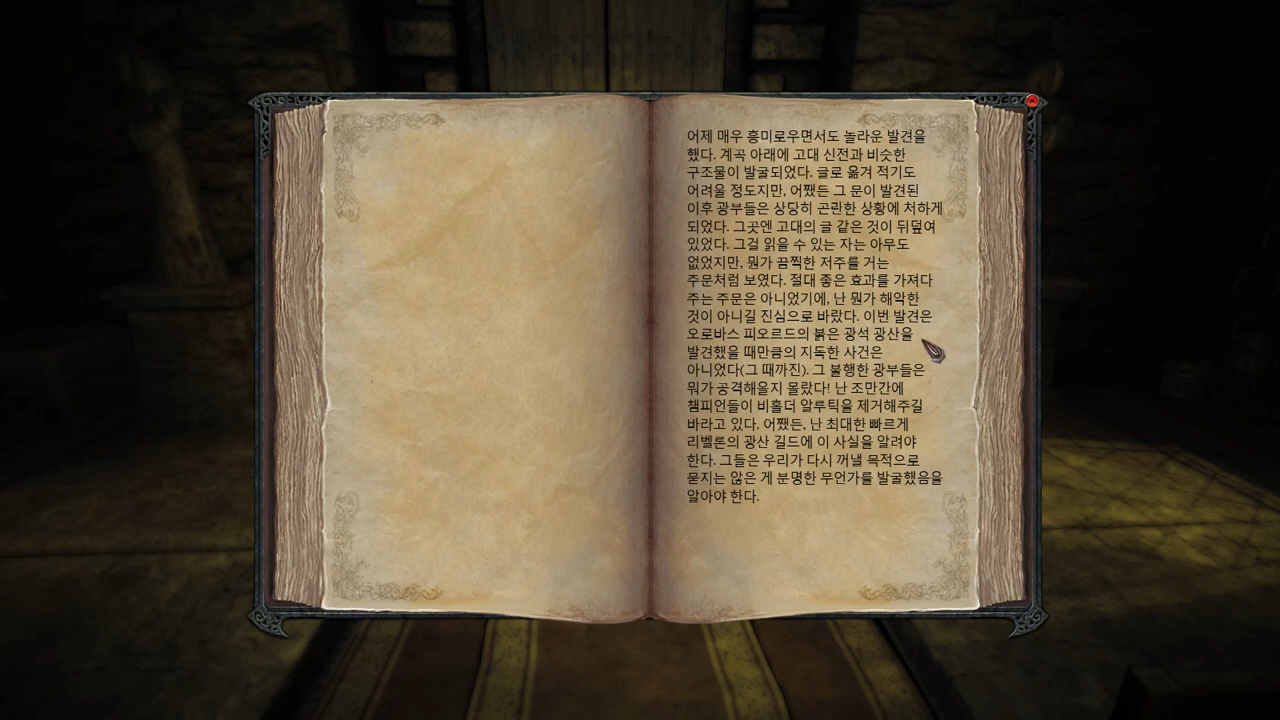 어제 매우 흥미로우면서도 놀라운 발견을
했다. 계곡 아래에 고대 신전과 비슷한
구조물이 발굴되었다. 글로 옮겨 적기도
어려울 정도지만, 어쨌든 그 문이 발견된
이후 광부들은 상당히 곤란한 상황에 처하게
되었다. 그곳엔 고대의 글 같은 것이 뒤덮여
있었다. 그걸 읽을 수 있는 자는 아무도
없었지만, 뭔가 끔찍한 저주를 거는
주문처럼 보였다. 절대 좋은 효과를 가져다
주는 주문은 아니었기에, 난 뭔가 해악한
것이 아니길 진심으로 바랐다. 이번 발견은
오로바스 피오르드의 붉은 광석 광산을
발견했을 때만큼의 지독한 사건은
아니었다(그 때까진). 그 불행한 광부들은
뭐가 공격해올지 몰랐다! 난 조만간에
챔피언들이 비홀더 알루틱을 제거해주길
바라고 있다. 어쨌든, 난 최대한 빠르게
리벨론의 광산 길드에 이 사실을 알려야
한다. 그들은 우리가 다시 꺼낼 목적으로
묻지는 않은 게 분명한 무언가를 발굴했음을
알아야 한다.